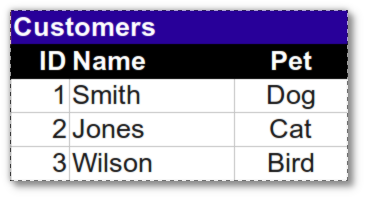 Customers
ID Name Pet
1 Smith Dog
2 Jones Cat
3 Wilson Bird